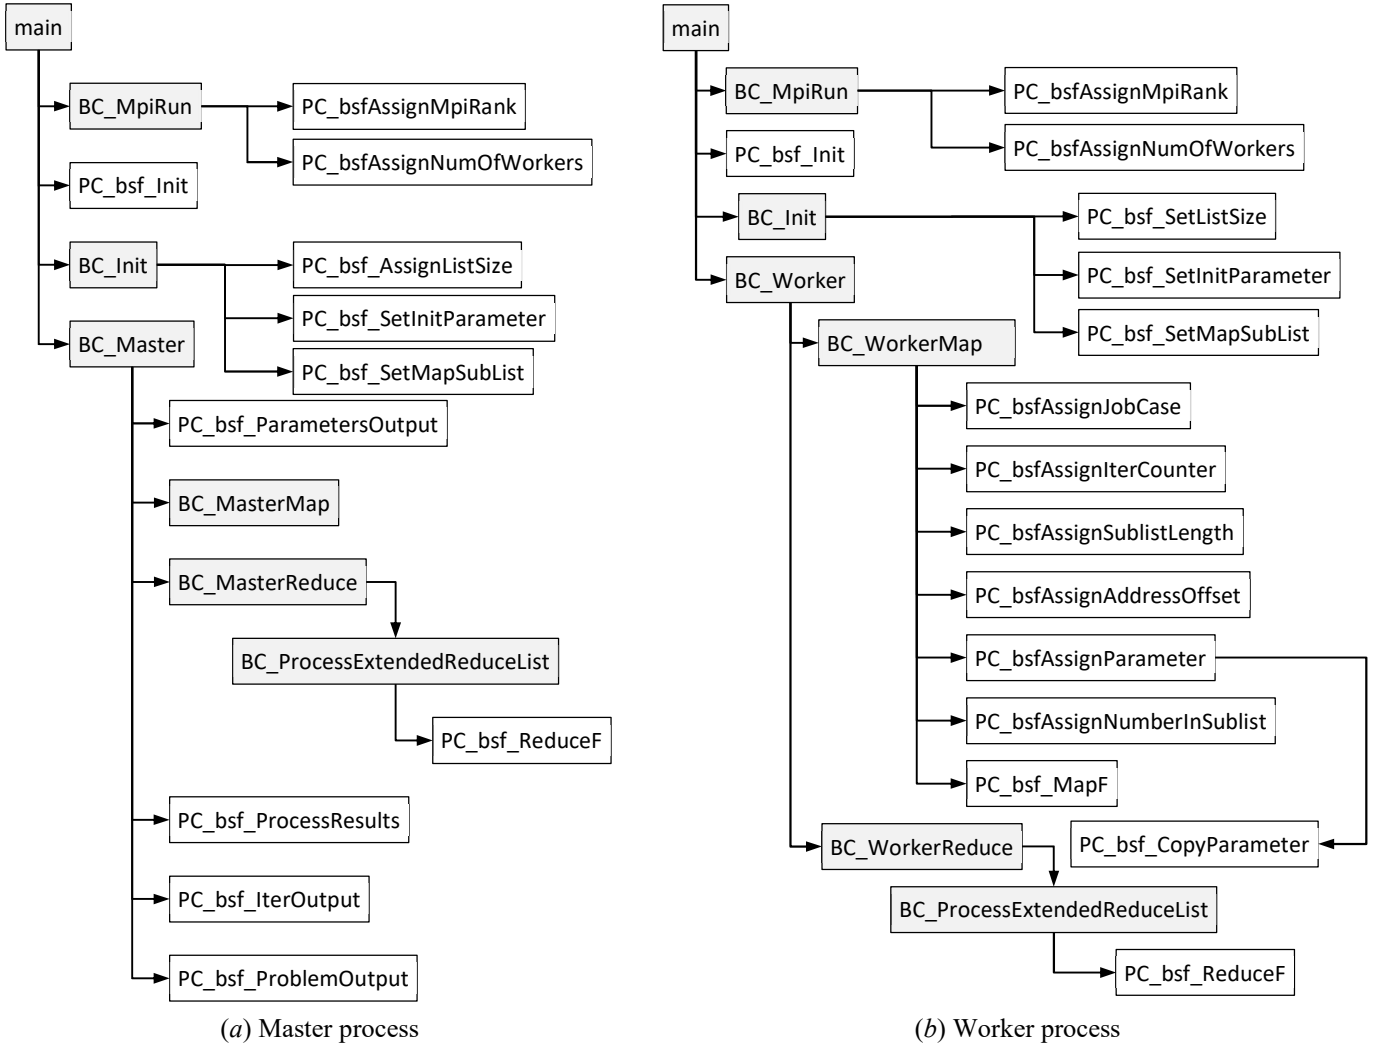 main
BC_MpiRun
PC_bsfAssignMpiRank
PC_bsfAssignNumOfWorkers
PC_bsf_Init
BC_Init
PC_bsf_AssignListSize
PC_bsf_SetInitParameter
PC_bsf_SetMapSubList
BC_Master
PC_bsf_ParametersOutput
BC_MasterMap
BC_MasterReduce
BC_ProcessExtendedReduceList
PC_bsf_ReduceF
PC_bsf_ProcessResults
PC_bsf_IterOutput
PC_bsf_ProblemOutput
(a) Master process
main
BC_MpiRun
PC_bsfAssignMpiRank
PC_bsfAssignNumOfWorkers
PC_bsf_Init
BC_Init
PC_bsf_SetListSize
PC_bsf_SetInitParameter
PC_bsf_SetMapSubList
BC_Worker
BC_WorkerMap
PC_bsfAssignJobCase
PC_bsfAssignIterCounter
PC_bsfAssignSublistLength
PC_bsfAssignAddressOffset
PC_bsfAssignParameter
PC_bsfAssignNumberInSublist
PC_bsf_MapF
PC_bsf_CopyParameter
BC_WorkerReduce
BC_ProcessExtendedReduceList
PC_bsf_ReduceF
(b) Worker process